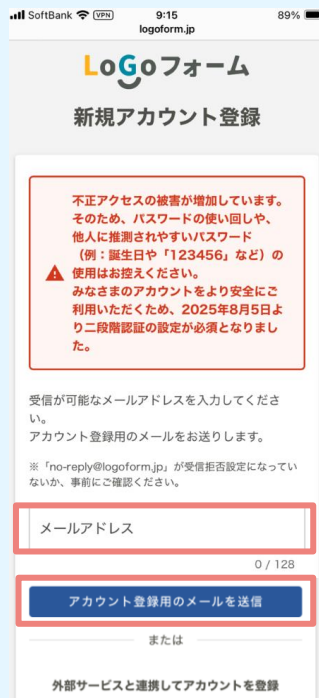 SoftBank VPN 9:15 89%
logoform.jp
LoGoフォーム
新規アカウント登録
不正アクセスの被害が増加しています。
そのため、パスワードの使い回しや、
他人に推測されやすいパスワード
（例：誕生日や「123456」など）の
使用はお控えください。
みなさまのアカウントをより安全にご
利用いただくため、2025年8月5日よ
り二段階認証の設定が必須となりまし
た。
受信が可能なメールアドレスを入力してくださ
い。
アカウント登録用のメールをお送りします。
※「no-reply@logoform.jp」が受信拒否設定になってい
ないか、事前にご確認ください。
メールアドレス
0 / 128
アカウント登録用のメールを送信
または
外部サービスと連携してアカウントを登録